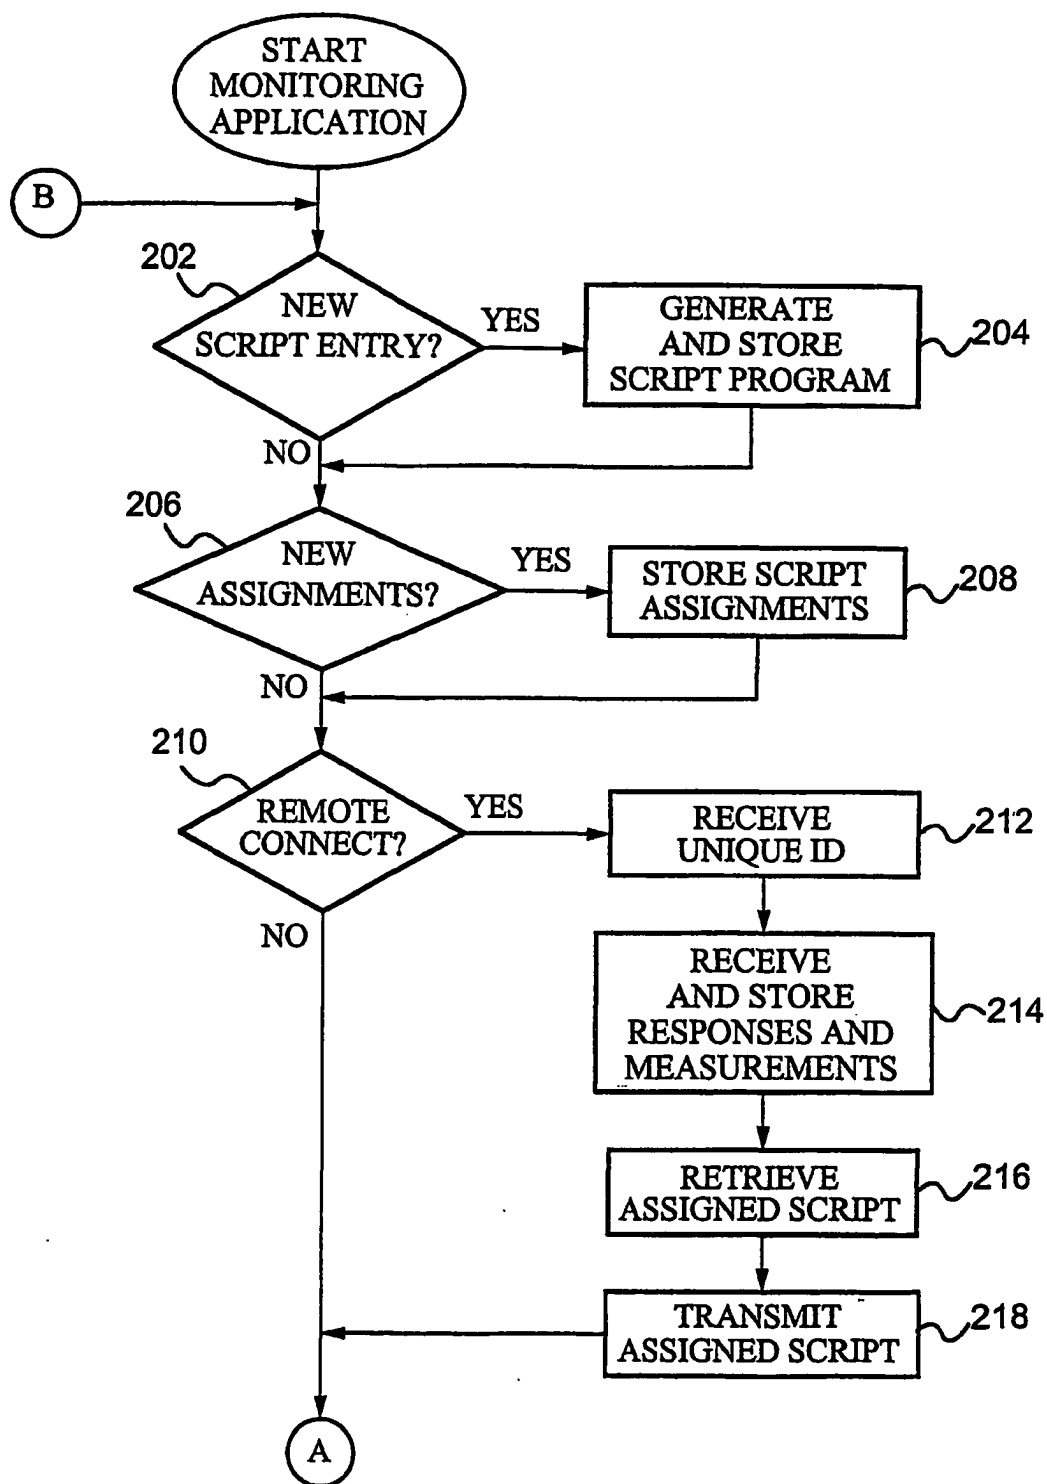 START
MONITORING
APPLICATION
B
202
NEW
SCRIPT ENTRY?
YES
GENERATE
AND STORE
SCRIPT PROGRAM
204
NO
206
NEW
ASSIGNMENTS?
YES
STORE SCRIPT
ASSIGNMENTS
208
NO
210
REMOTE
CONNECT?
YES
RECEIVE
UNIQUE ID
212
NO
RECEIVE
AND STORE
RESPONSES AND
MEASUREMENTS
214
RETRIEVE
ASSIGNED SCRIPT
216
TRANSMIT
ASSIGNED SCRIPT
218
A